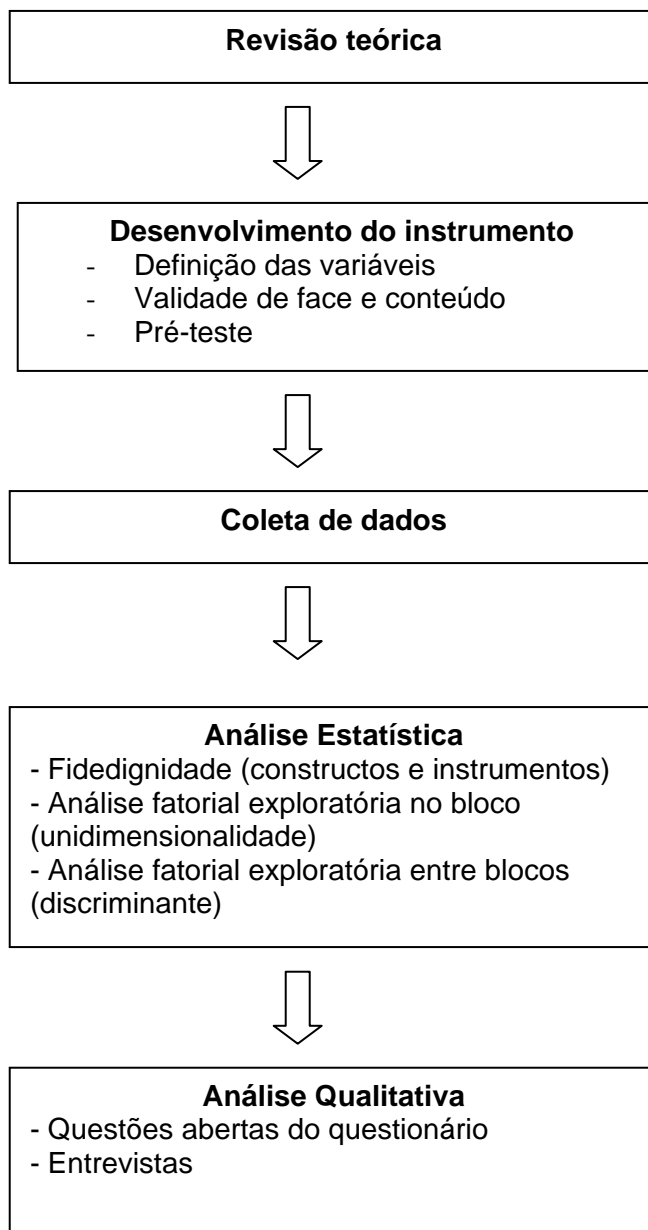 Revisão teórica
Desenvolvimento do instrumento
- Definição das variáveis
- Validade de face e conteúdo
- Pré-teste
Coleta de dados
Análise Estatística
- Fidedignidade (constructos e instrumentos)
- Análise fatorial exploratória no bloco
(unidimensionalidade)
- Análise fatorial exploratória entre blocos
(discriminante)
Análise Qualitativa
- Questões abertas do questionário
- Entrevistas